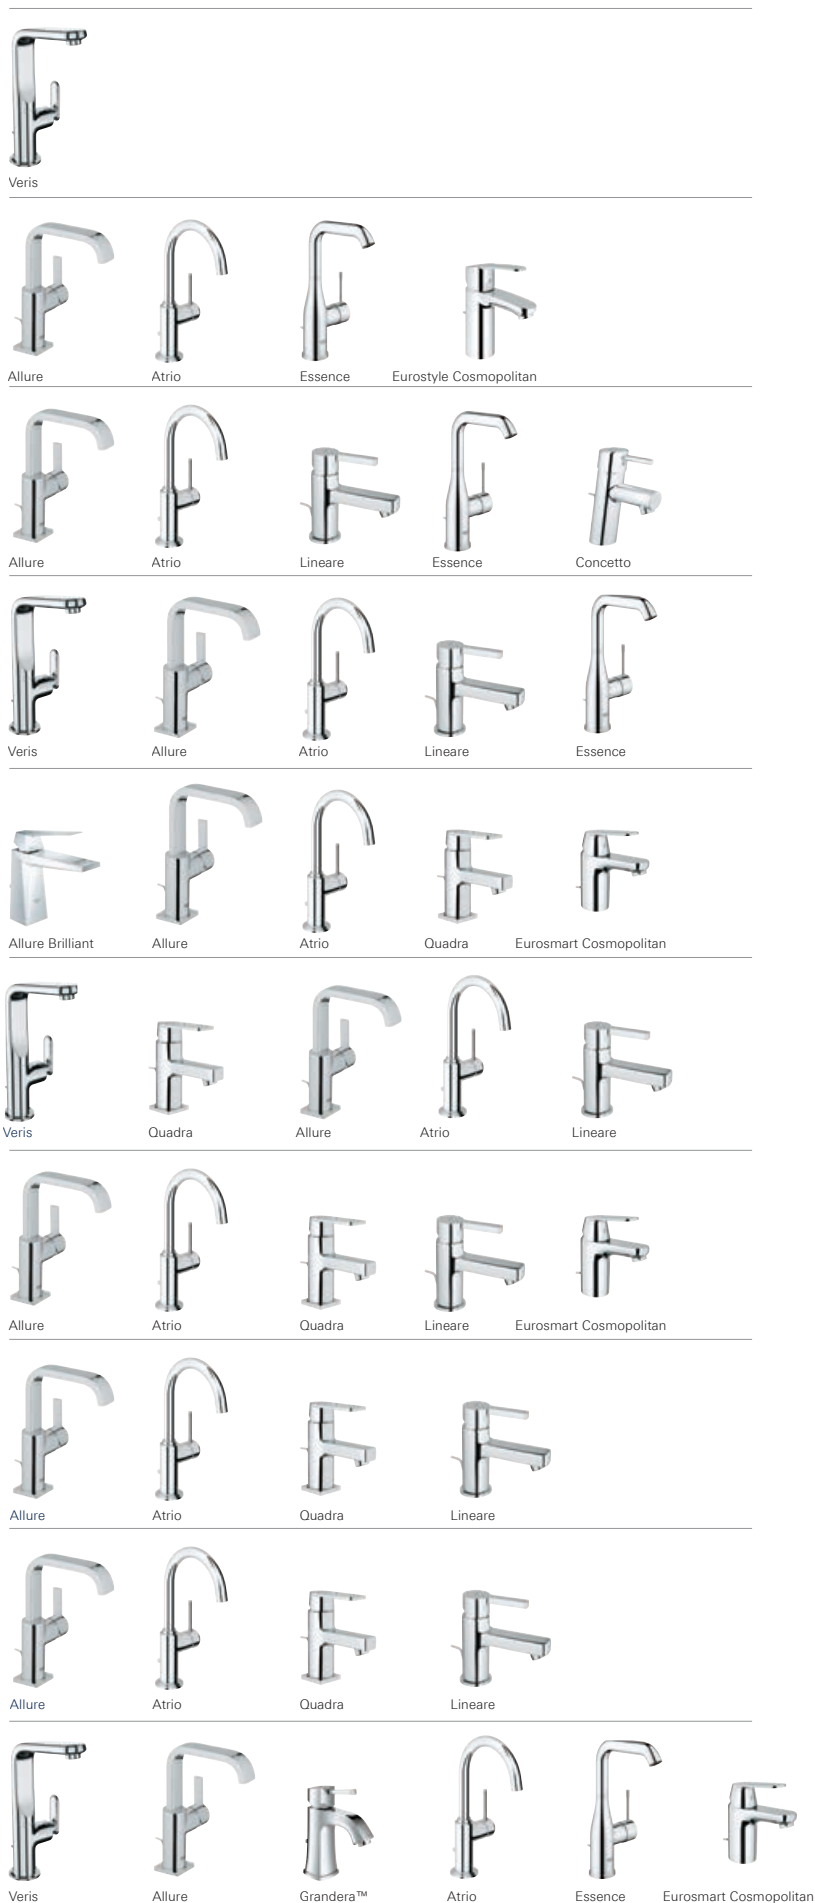 Veris
Allure Atrio Essence Eurostyle Cosmopolitan
Allure Atrio Lineare Essence Concetto
Veris Allure Atrio Lineare Essence
Allure Brilliant Allure Atrio Quadra Eurosmart Cosmopolitan
Veris Quadra Allure Atrio Lineare
Allure Atrio Quadra Lineare Eurosmart Cosmopolitan
Allure Atrio Quadra Lineare
Allure Atrio Quadra Lineare
Veris Allure Grandera™ Atrio Essence Eurosmart Cosmopolitan